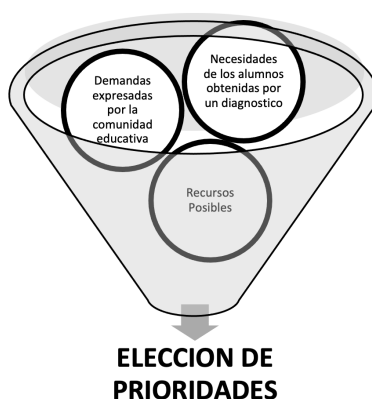 Demandas
expresadas
por la
comunidad
educativa
Necesidades
de los alumnos
obtenidas por
un diagnostico
Recursos
Posibles
ELECCION DE
PRIORIDADES